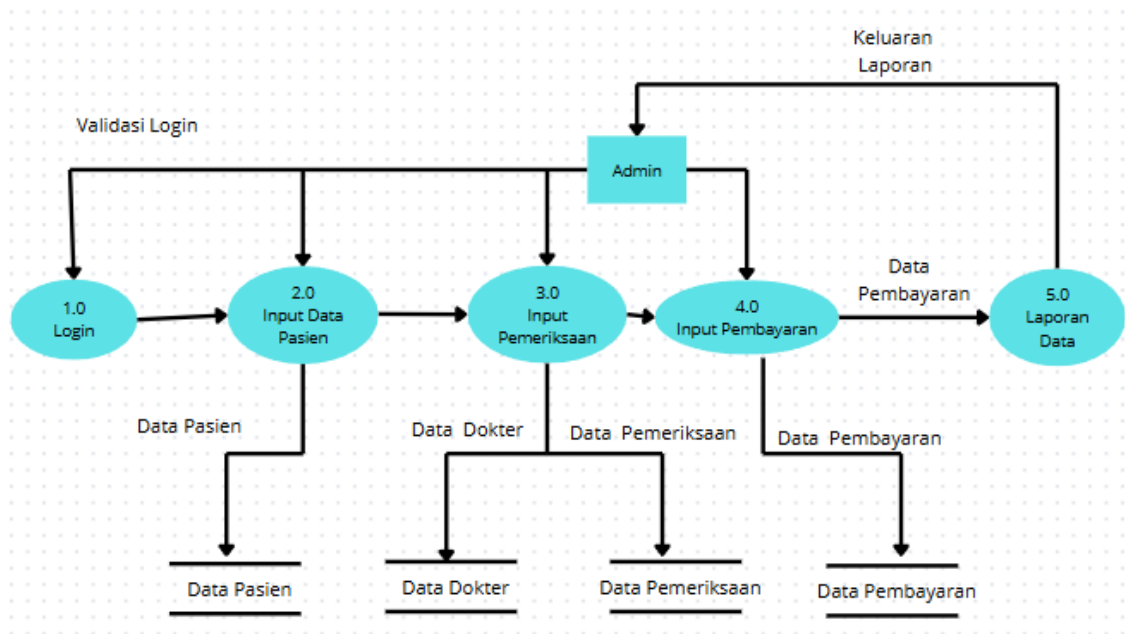 Keluaran
Laporan
Validasi Login
Admin
1.0
Login
2.0
Input Data
Pasien
3.0
Input
Pemeriksaan
4.0
Input Pembayaran
Data
Pembayaran
5.0
Laporan
Data
Data Pasien
Data Dokter
Data Pemeriksaan
Data Pembayaran
Data Pasien
Data Dokter
Data Pemeriksaan
Data Pembayaran